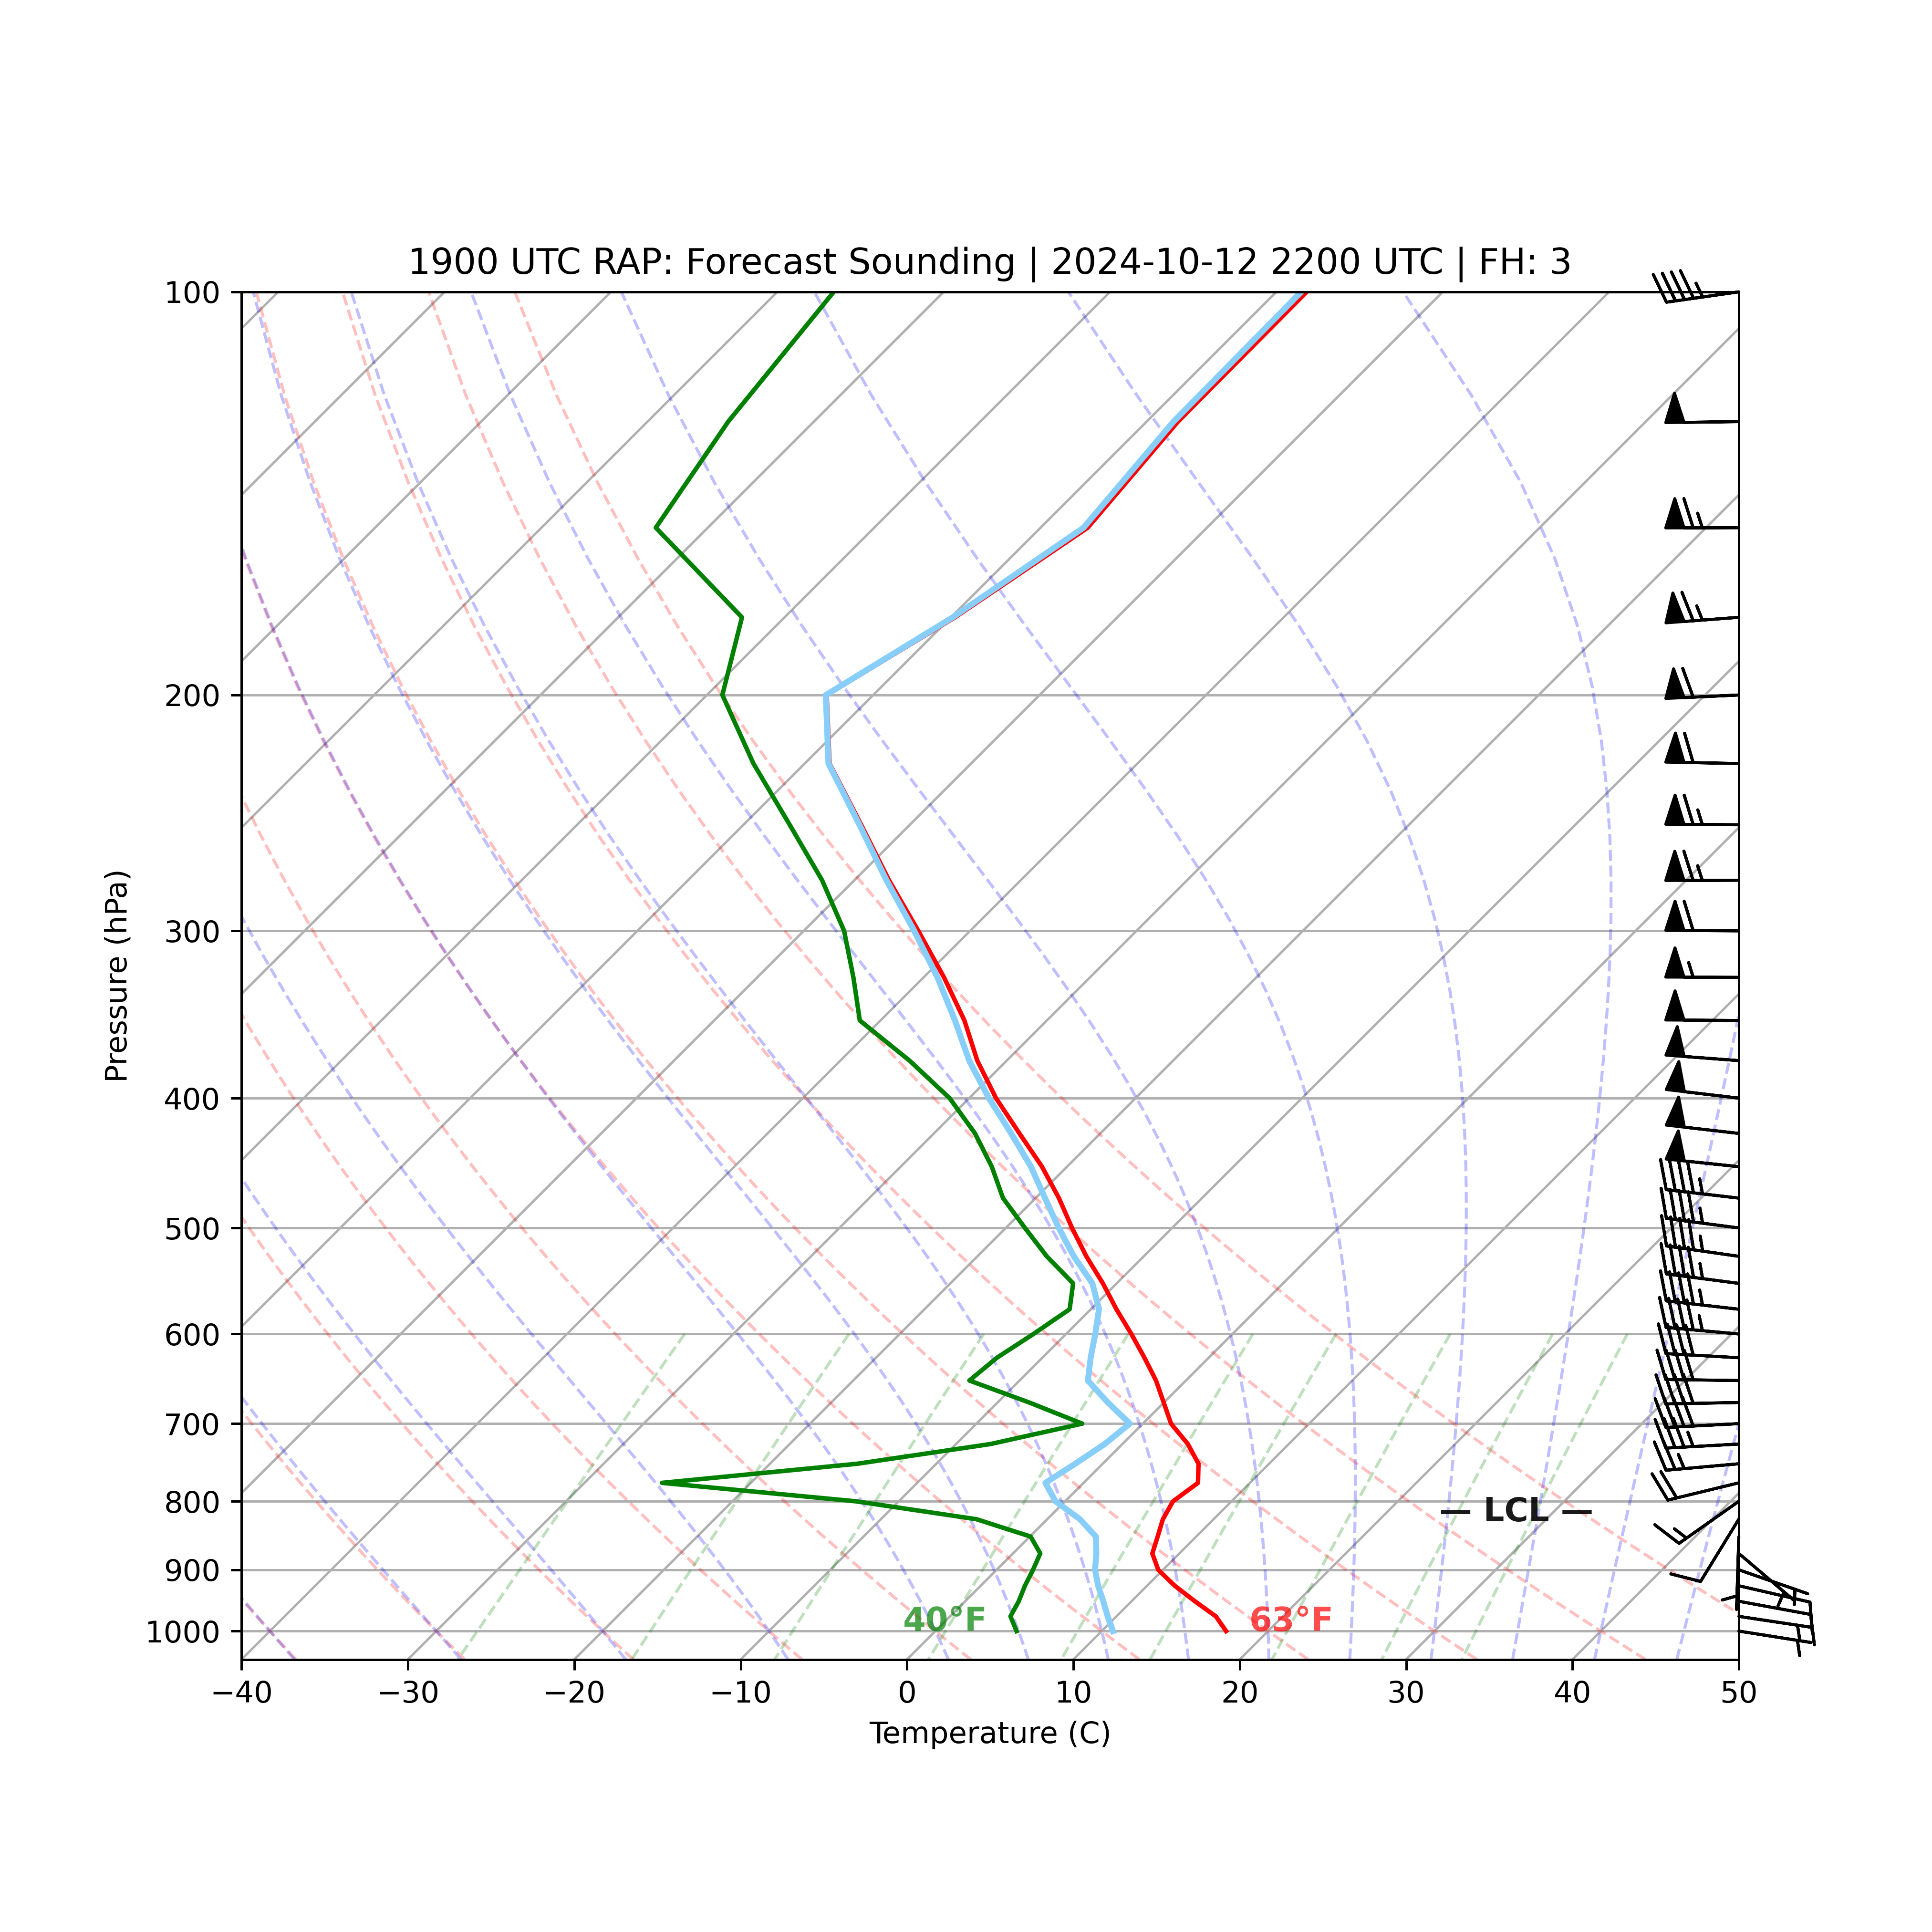 1900 UTC RAP: Forecast Sounding | 2024-10-12 2200 UTC | FH: 3
100
200
300
400
500
600
700
800
900
1000
Pressure (hPa)
— LCL —
40°F
63°F
−40 −30 −20 −10 0 10 20 30 40 50
Temperature (C)